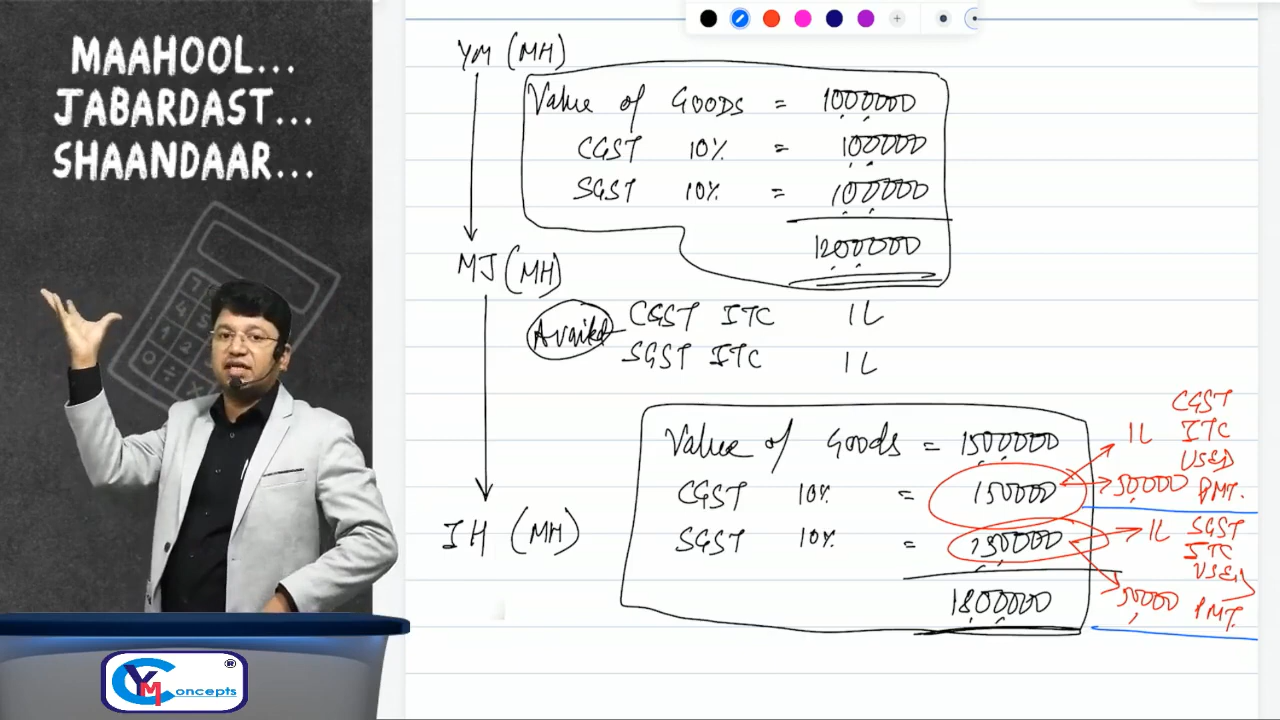 MAAHOOL...
JABARDAST...
SHAANDAAR...
YM (MH)
Value of GOODS = 1000000
CGST 10% = 100000
SGST 10% = 100000
1200000
MJ (MH)
Availed CGST ITC 1L
SGST ITC 1L
Value of Goods = 1500000
CGST 10% = 150000
SGST 10% = 150000
1800000
IH (MH)
1L CGST
ITC
USED
50000 PMT.
1L SGST
ITC
USED
50000 PMT.
YM Concepts ®